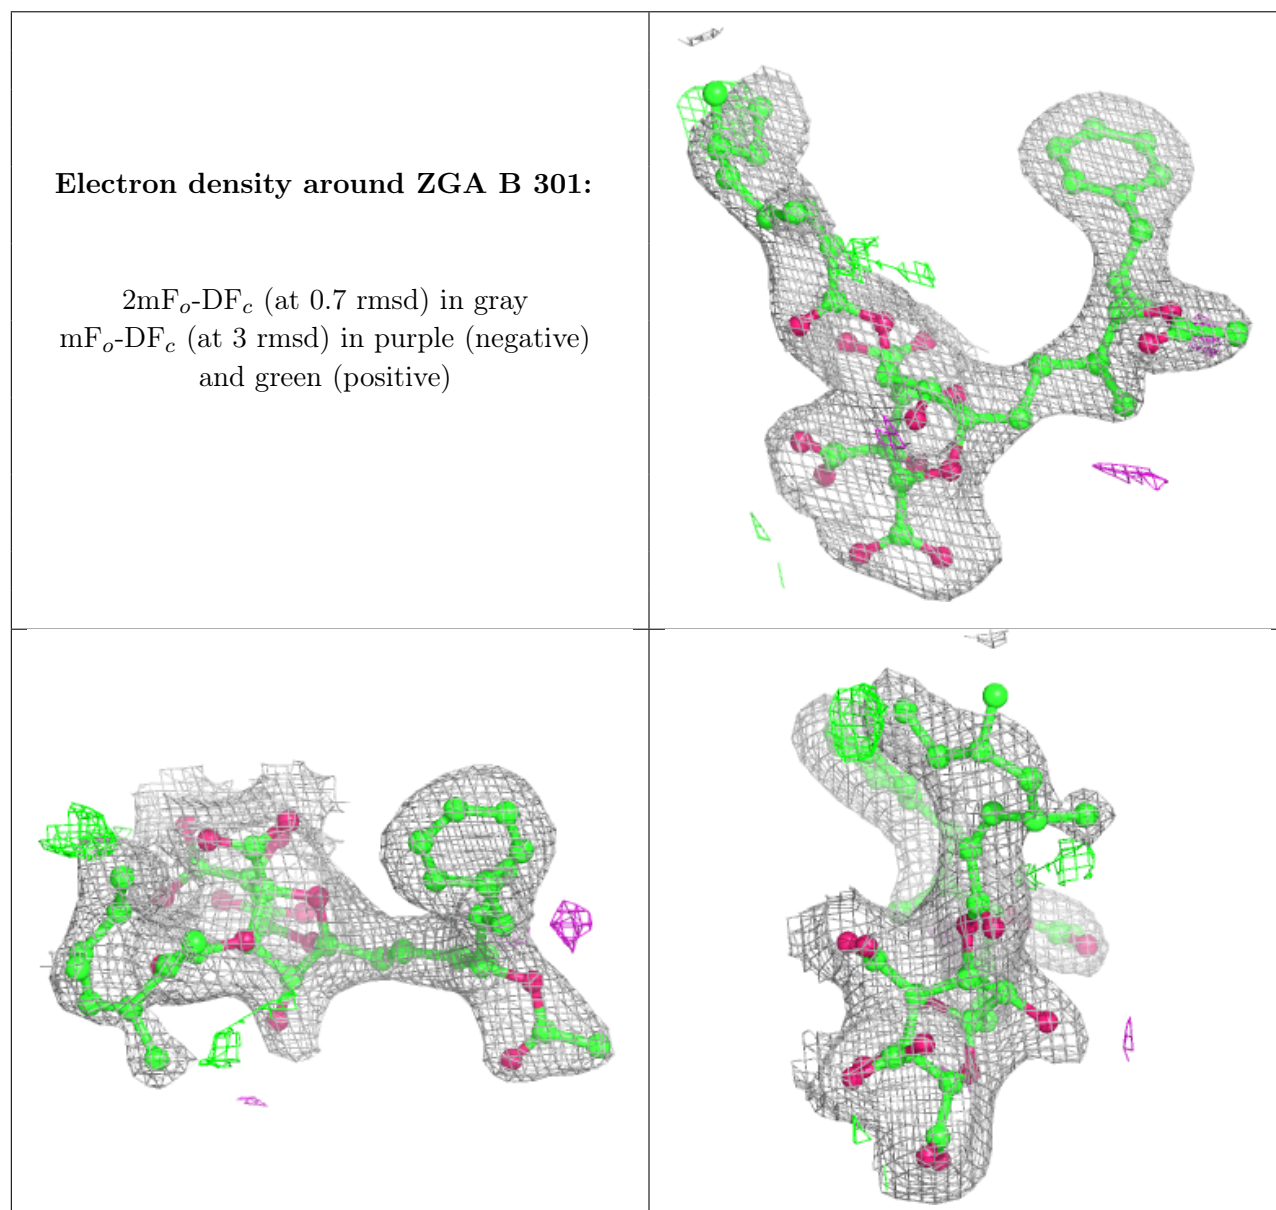 Electron density around ZGA B 301:
2mFo-DFc (at 0.7 rmsd) in gray
mFo-DFc (at 3 rmsd) in purple (negative)
and green (positive)